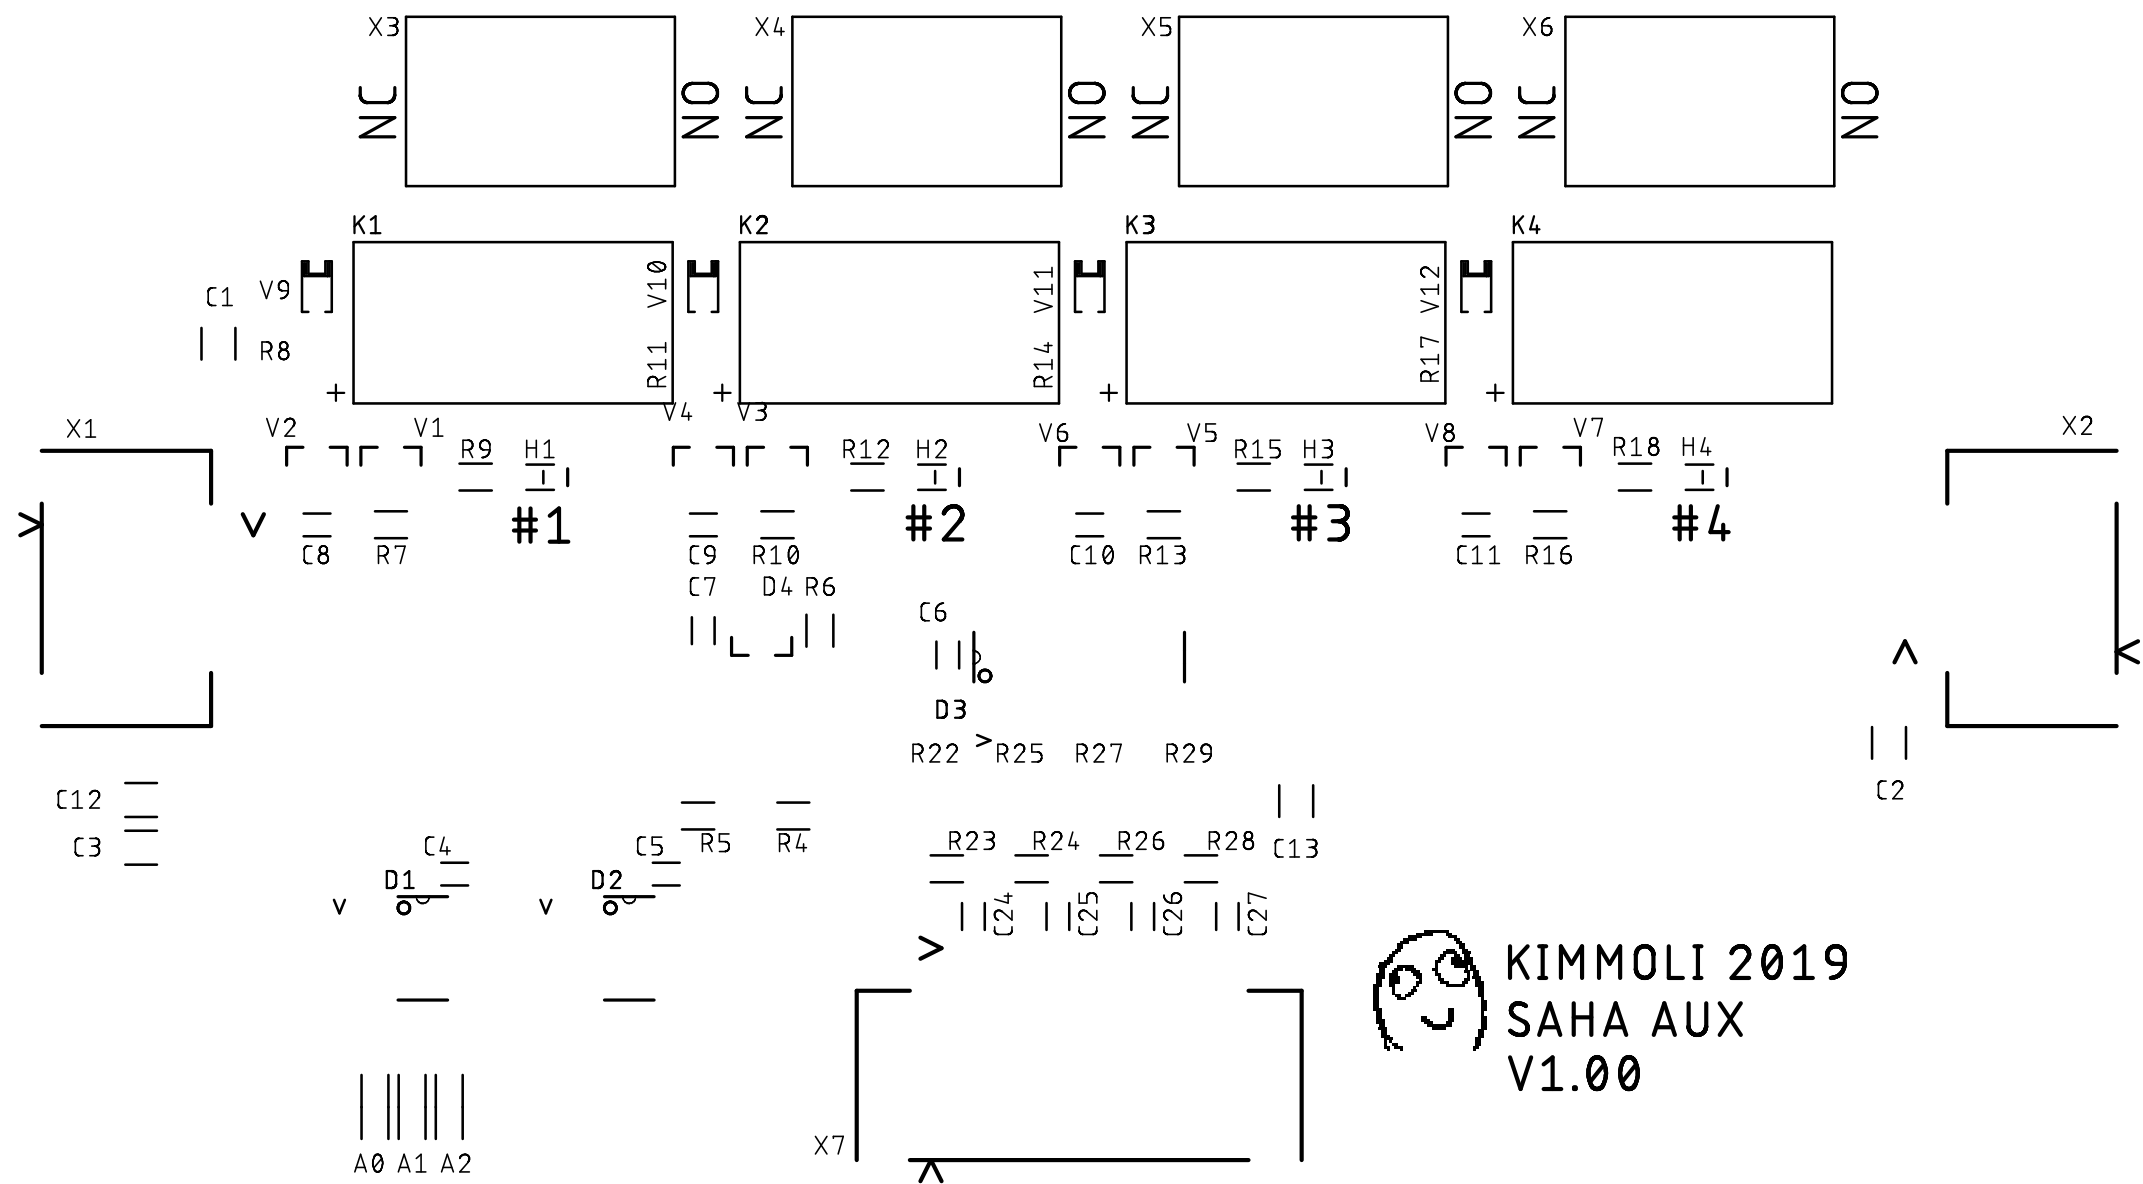 X3 X4 X5 X6
NC NO NC NO NC NO NC NO
K1 K2 K3 K4
V9 V10 V11 V12
C1
R8 R11 R14 R17
+ + + +
X1 V2 V1 V4 V3 V6 V5 V8 V7 X2
R9 H1 R12 H2 R15 H3 R18 H4
#1 #2 #3 #4
C8 R7 C9 R10 C10 R13 C11 R16
C7 D4 R6
C6
D3
R22 R25 R27 R29
C12 C2
C3 C4 C5 R5 R4 R23 R24 R26 R28 C13
D1 D2
C24 C25 C26 C27
KIMMOLI 2019
SAHA AUX
V1.00
X7
A0 A1 A2